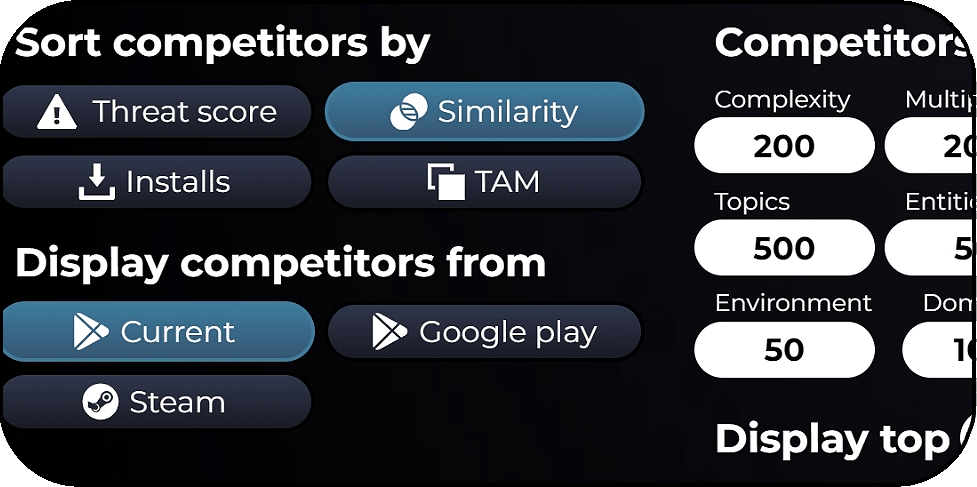 Sort competitors by
Threat score
Similarity
Installs
TAM
Display competitors from
Current
Google play
Steam
Competitors
Complexity
200
Topics
500
Environment
50
Display top